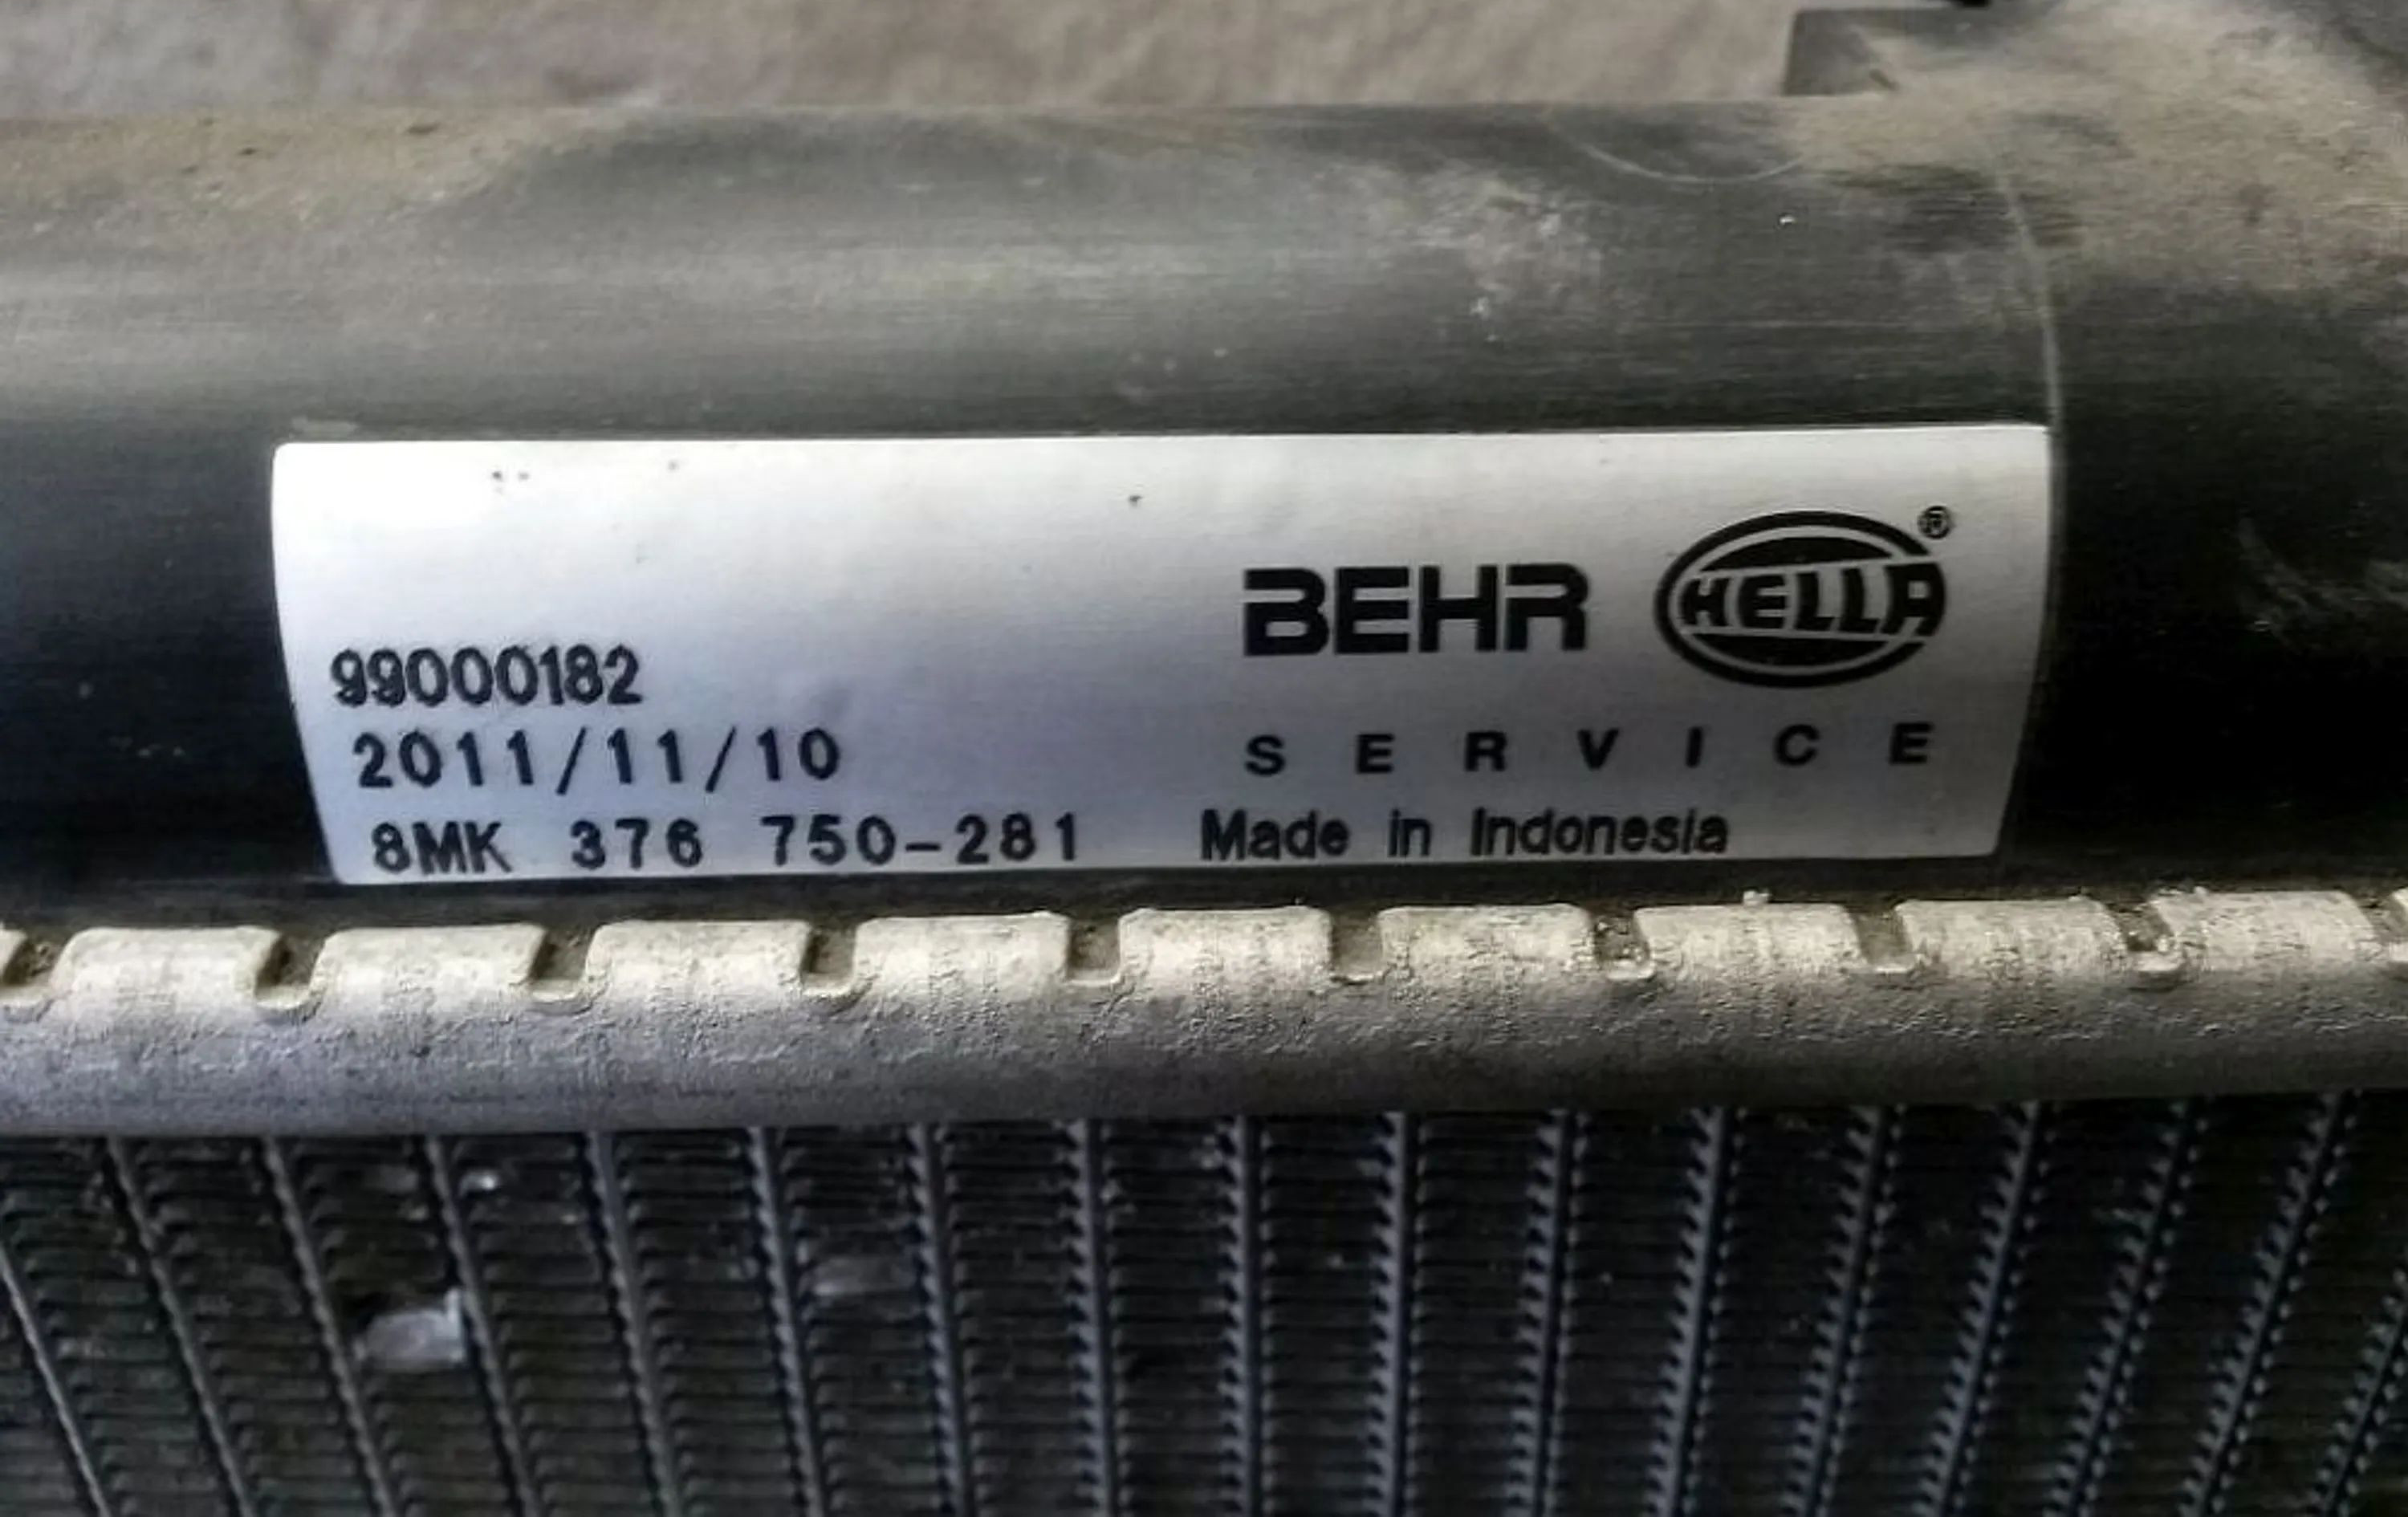 BEHR HELLA®
SERVICE
99000182
2011/11/10
8MK 376 750-281 Made in Indonesia